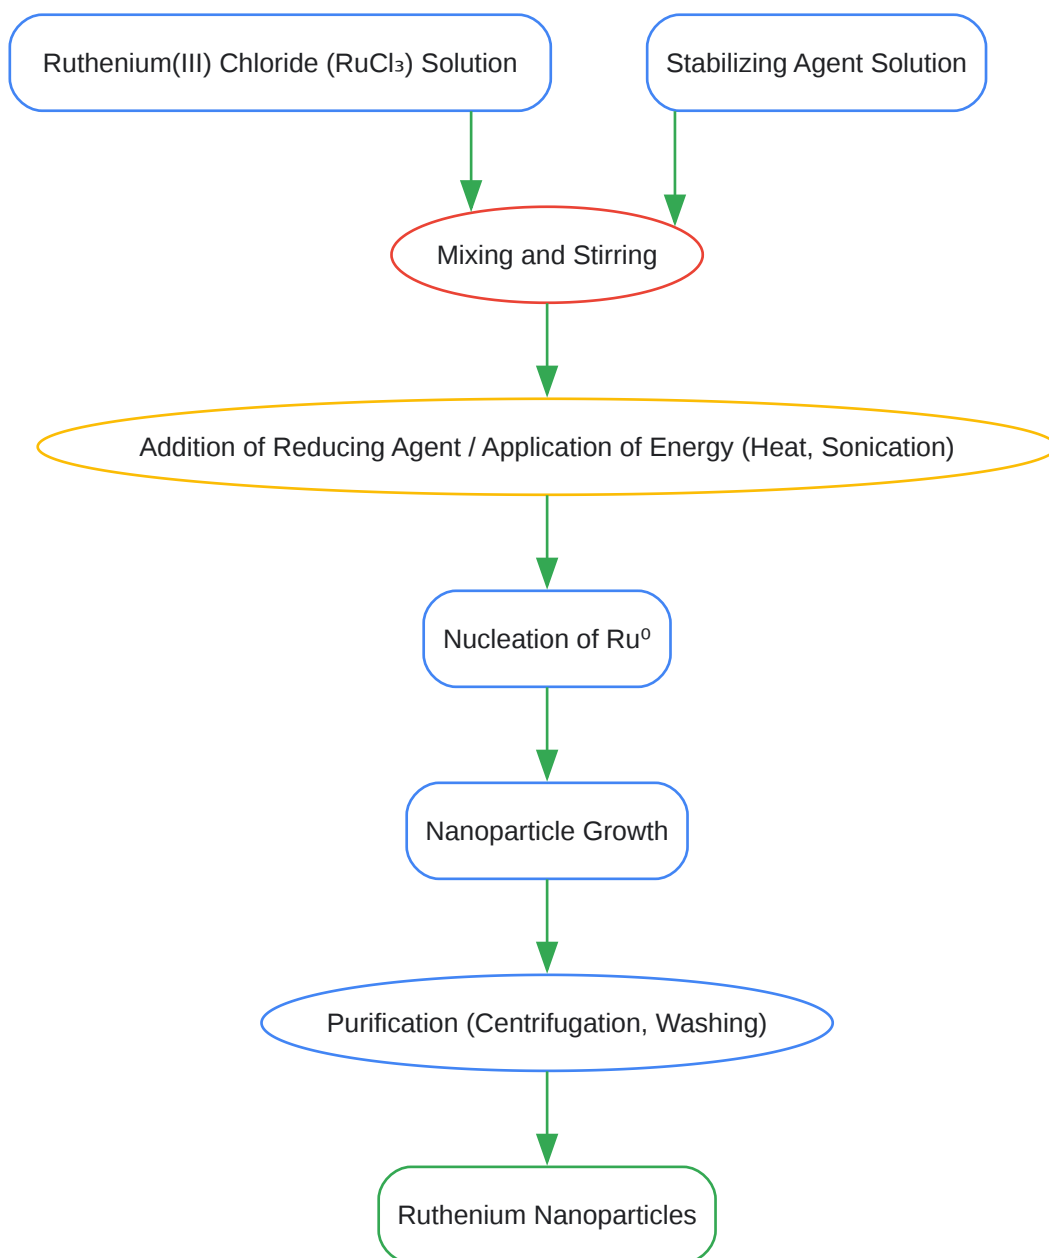 Ruthenium(III) Chloride (RuCl₃) Solution
Stabilizing Agent Solution
Mixing and Stirring
Addition of Reducing Agent / Application of Energy (Heat, Sonication)
Nucleation of Ru⁰
Nanoparticle Growth
Purification (Centrifugation, Washing)
Ruthenium Nanoparticles